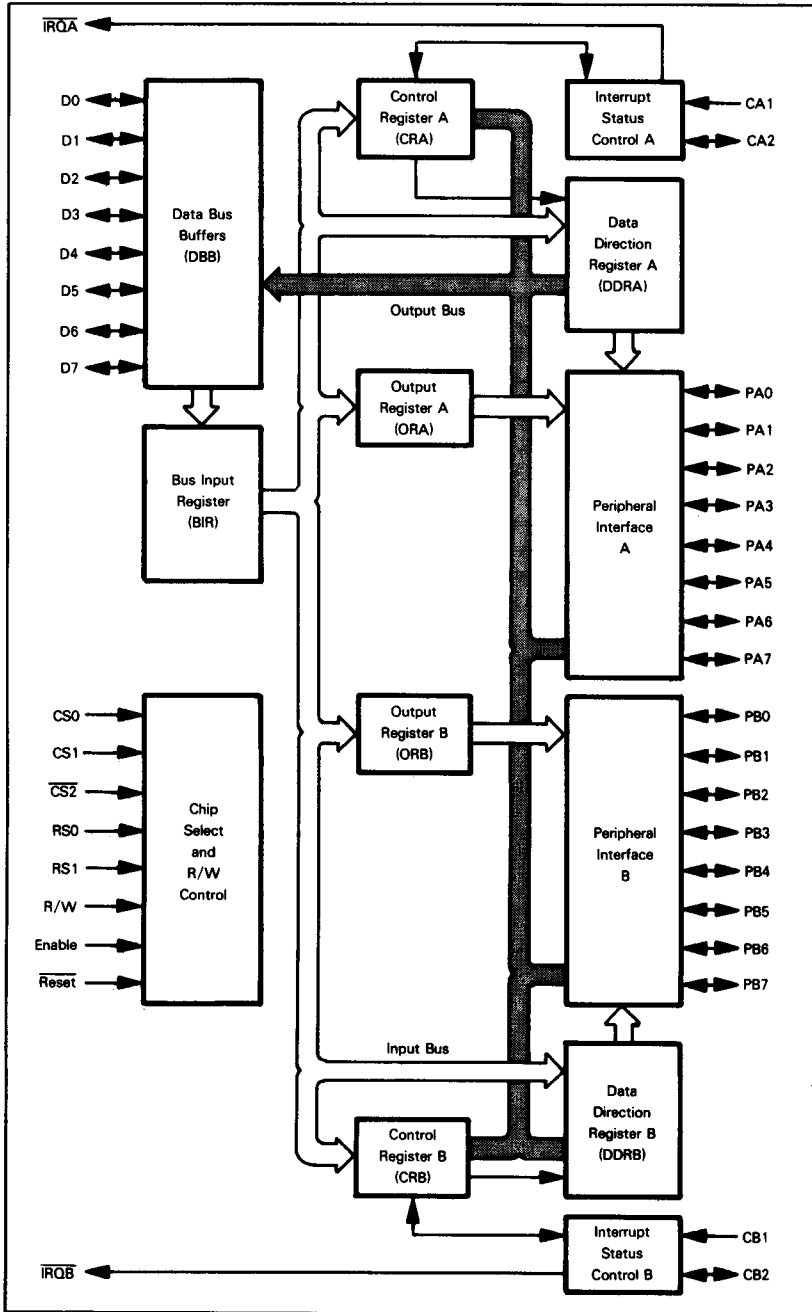 IRQA
D0
D1
D2
D3
D4
D5
D6
D7
Data Bus
Buffers
(DBB)
Control
Register A
(CRA)
Interrupt
Status
Control A
CA1
CA2
Data
Direction
Register A
(DDRA)
Output Bus
Bus Input
Register
(BIR)
Output
Register A
(ORA)
Peripheral
Interface
A
PA0
PA1
PA2
PA3
PA4
PA5
PA6
PA7
CS0
CS1
CS2
RS0
RS1
R/W
Enable
Reset
Chip
Select
and
R/W
Control
Output
Register B
(ORB)
Peripheral
Interface
B
PB0
PB1
PB2
PB3
PB4
PB5
PB6
PB7
Input Bus
Control
Register B
(CRB)
Data
Direction
Register B
(DDRB)
Interrupt
Status
Control B
CB1
CB2
IRQB